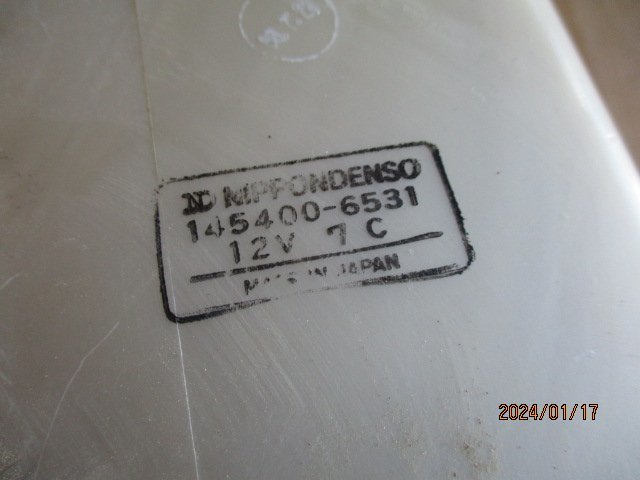 ND NIPPONDENSO
145400-6531
12V 7C
MADE IN JAPAN
2024/01/17